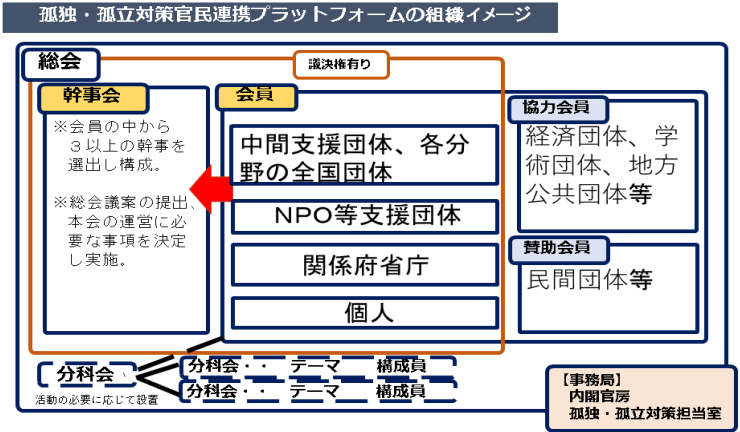 孤独・孤立対策官民連携プラットフォームの組織イメージ
総会
議決権有り
幹事会
※会員の中から
３以上の幹事を
選出し構成。
※総会議案の提出、
本会の運営に必
要な事項を決定
し実施。
会員
中間支援団体、各分
野の全国団体
NPO等支援団体
関係府省庁
個人
協力会員
経済団体、学
術団体、地方
公共団体等
賛助会員
民間団体等
分科会
活動の必要に応じて設置
分科会・・ テーマ 構成員
分科会・・ テーマ 構成員
【事務局】
内閣官房
孤独・孤立対策担当室